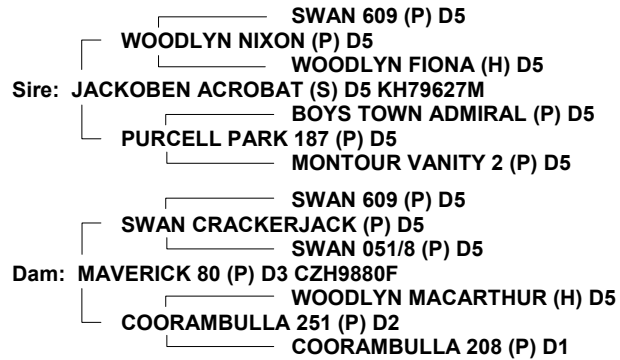 SWAN 609 (P) D5
WOODLYN NIXON (P) D5
WOODLYN FIONA (H) D5
Sire: JACKOBEN ACROBAT (S) D5 KH79627M
BOYS TOWN ADMIRAL (P) D5
PURCELL PARK 187 (P) D5
MONTOUR VANITY 2 (P) D5
SWAN 609 (P) D5
SWAN CRACKERJACK (P) D5
SWAN 051/8 (P) D5
Dam: MAVERICK 80 (P) D3 CZH9880F
WOODLYN MACARTHUR (H) D5
COORAMBULLA 251 (P) D2
COORAMBULLA 208 (P) D1